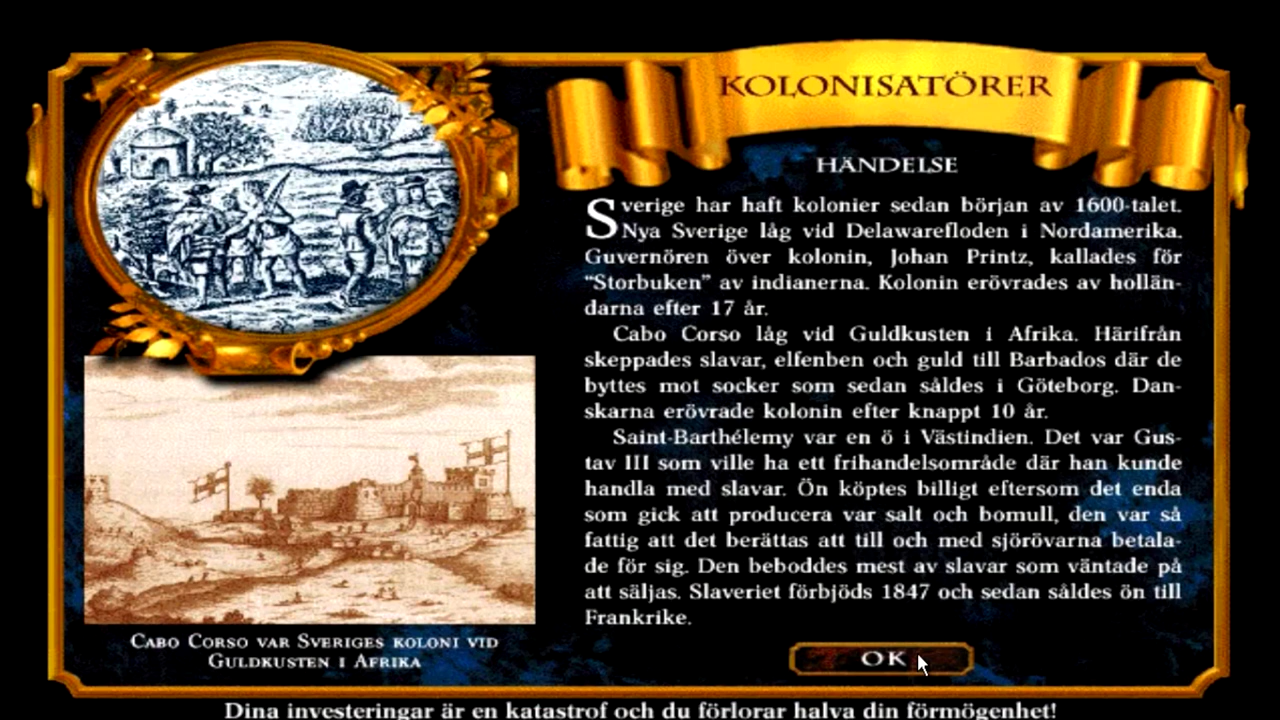 KOLONISATÖRER
HÄNDELSE
Sverige har haft kolonier sedan början av 1600-talet.
Nya Sverige låg vid Delawarefloden i Nordamerika.
Guvernören över kolonin, Johan Printz, kallades för
“Storbuken” av indianerna. Kolonin erövrades av hollän-
darna efter 17 år.
Cabo Corso låg vid Guldkusten i Afrika. Härifrån
skeppades slavar, elfenben och guld till Barbados där de
byttes mot socker som sedan såldes i Göteborg. Dan-
skarna erövrade kolonin efter knappt 10 år.
Saint-Barthélemy var en ö i Västindien. Det var Gus-
tav III som ville ha ett frihandelsområde där han kunde
handla med slavar. Ön köptes billigt eftersom det enda
som gick att producera var salt och bomull, den var så
fattig att det berättas att till och med sjörövarna betala-
de för sig. Den beboddes mest av slavar som väntade på
att säljas. Slaveriet förbjöds 1847 och sedan såldes ön till
Frankrike.
CABO CORSO VAR SVERIGES KOLONI VID
GULDKUSTEN I AFRIKA
OK
Dina investeringar är en katastrof och du förlorar halva din förmögenhet!